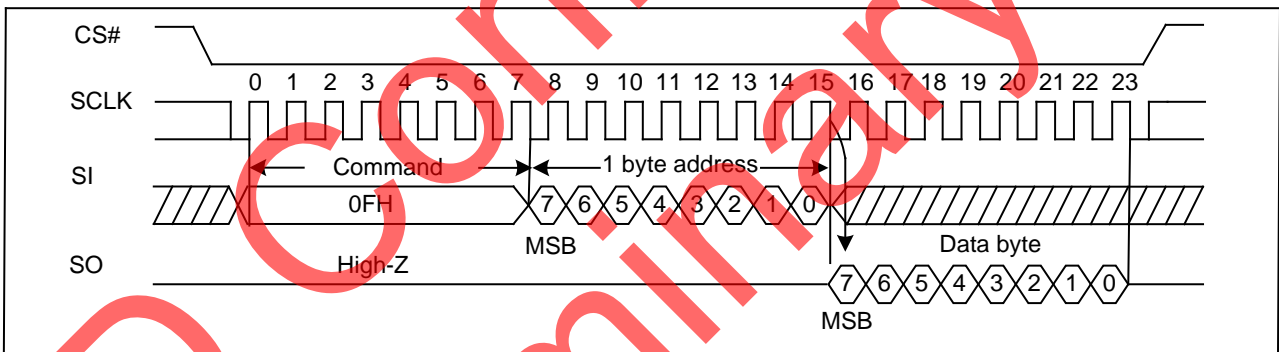 CS#
0 1 2 3 4 5 6 7 8 9 10 11 12 13 14 15 16 17 18 19 20 21 22 23
SCLK
Command 1 byte address
SI
0FH 7 6 5 4 3 2 1 0
MSB Data byte
SO High-Z
7 6 5 4 3 2 1 0
MSB